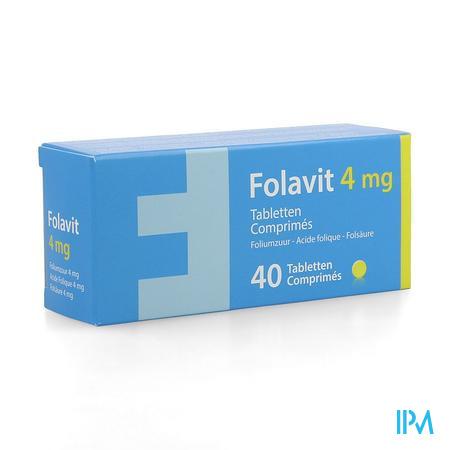 Folavit 4 mg
Tabletten
Comprimés
Foliumzuur - Acide folique - Folsäure
40 Tabletten
Comprimés
Folavit
4 mg
Foliumzuur 4 mg
Acide Folique 4 mg
Folsäure 4 mg
IPM